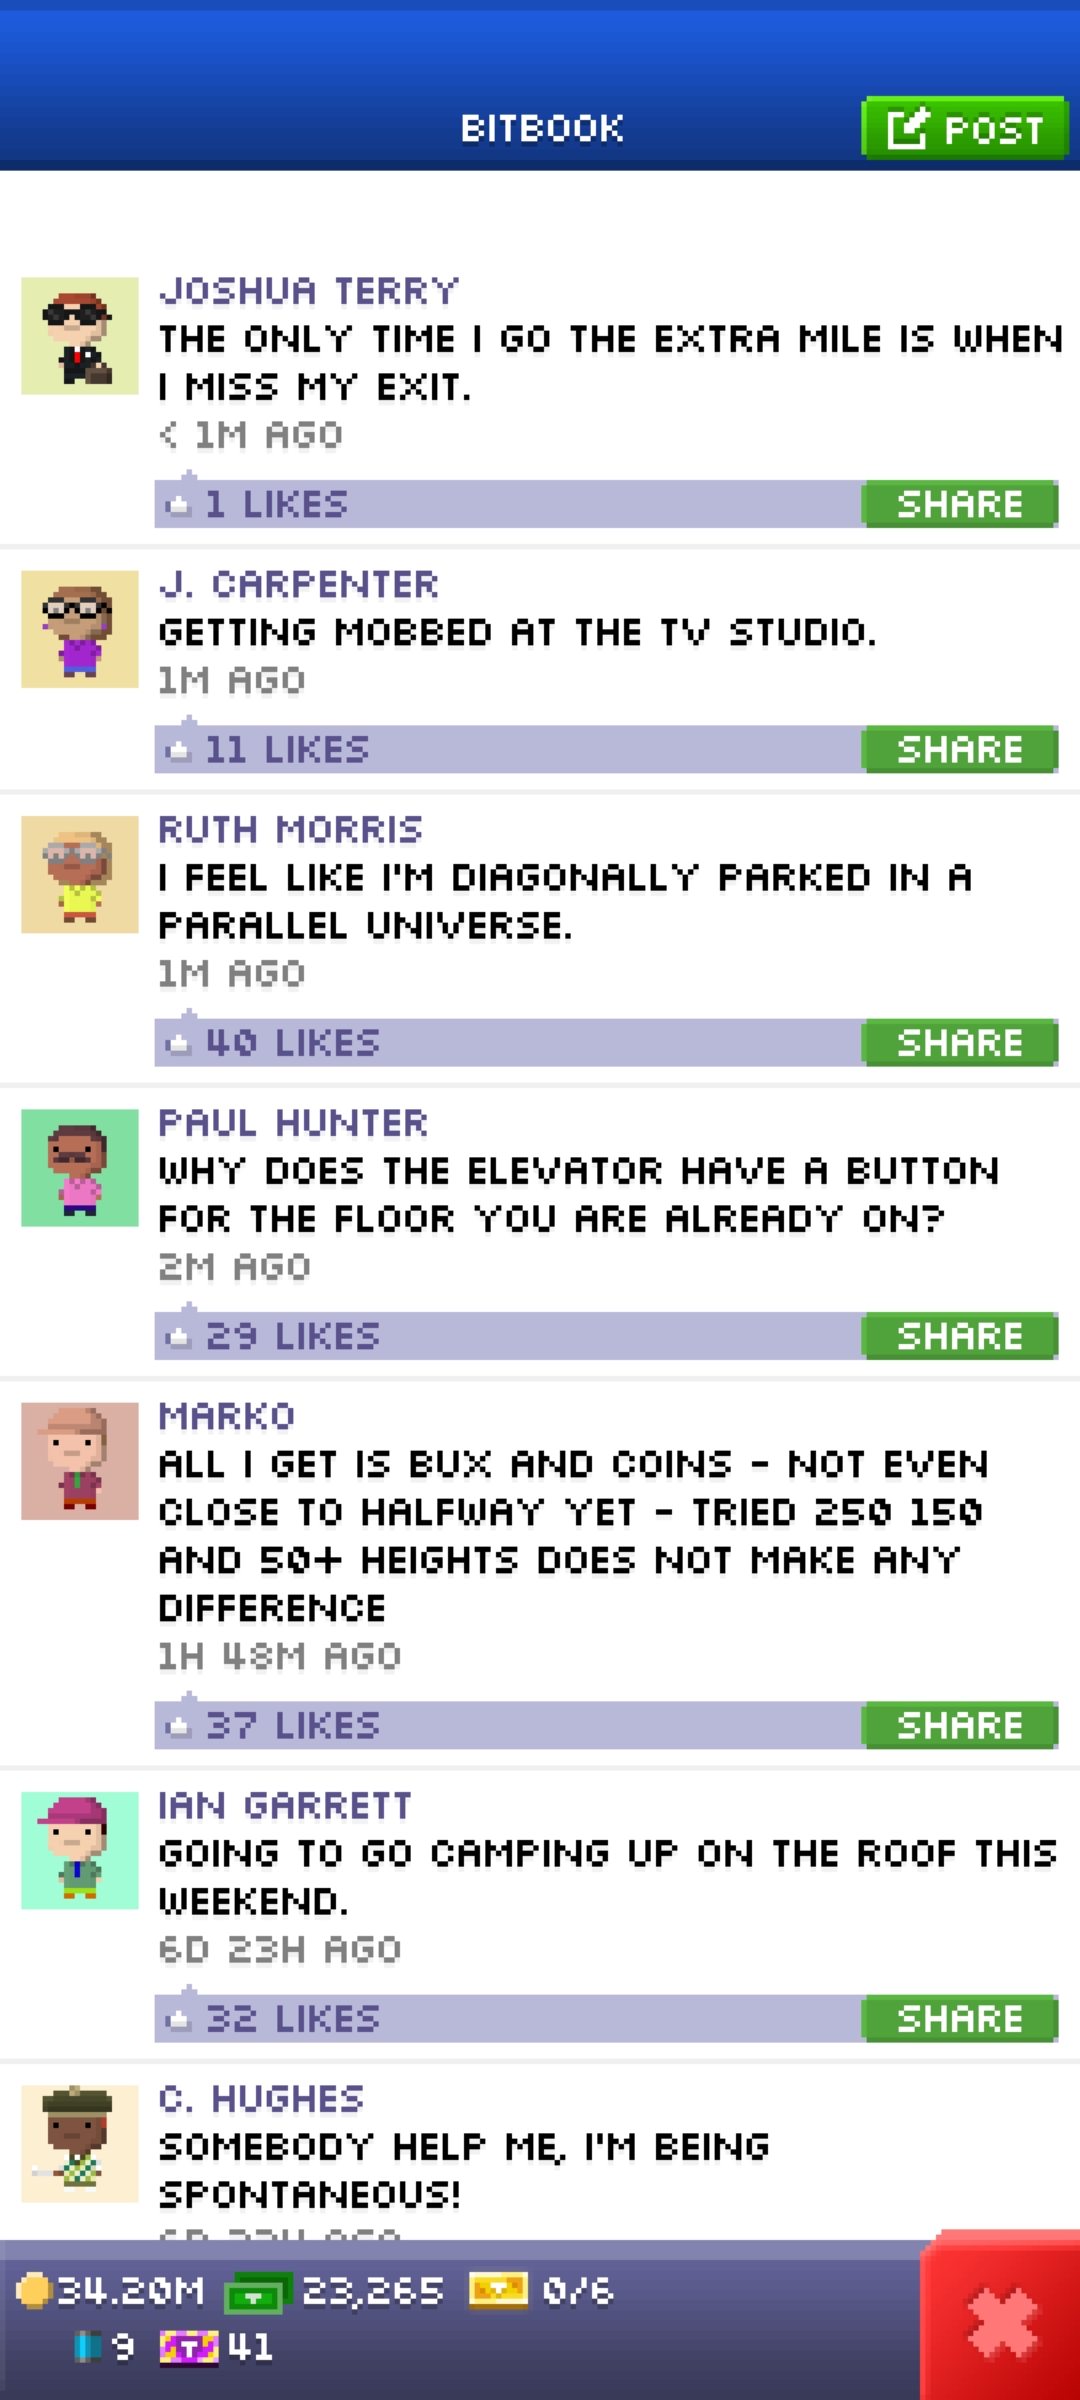 BITBOOK
POST
JOSHUA TERRY
THE ONLY TIME I GO THE EXTRA MILE IS WHEN
I MISS MY EXIT.
< 1M AGO
1 LIKES
SHARE
J. CARPENTER
GETTING MOBBED AT THE TV STUDIO.
1M AGO
11 LIKES
SHARE
RUTH MORRIS
I FEEL LIKE I'M DIAGONALLY PARKED IN A
PARALLEL UNIVERSE.
1M AGO
40 LIKES
SHARE
PAUL HUNTER
WHY DOES THE ELEVATOR HAVE A BUTTON
FOR THE FLOOR YOU ARE ALREADY ON?
2M AGO
29 LIKES
SHARE
MARKO
ALL I GET IS BUX AND COINS - NOT EVEN
CLOSE TO HALFWAY YET - TRIED 250 150
AND 50+ HEIGHTS DOES NOT MAKE ANY
DIFFERENCE
1H 48M AGO
37 LIKES
SHARE
IAN GARRETT
GOING TO GO CAMPING UP ON THE ROOF THIS
WEEKEND.
6D 23H AGO
32 LIKES
SHARE
C. HUGHES
SOMEBODY HELP ME, I'M BEING
SPONTANEOUS!
34.20M 23,265 0/6
9 T 41